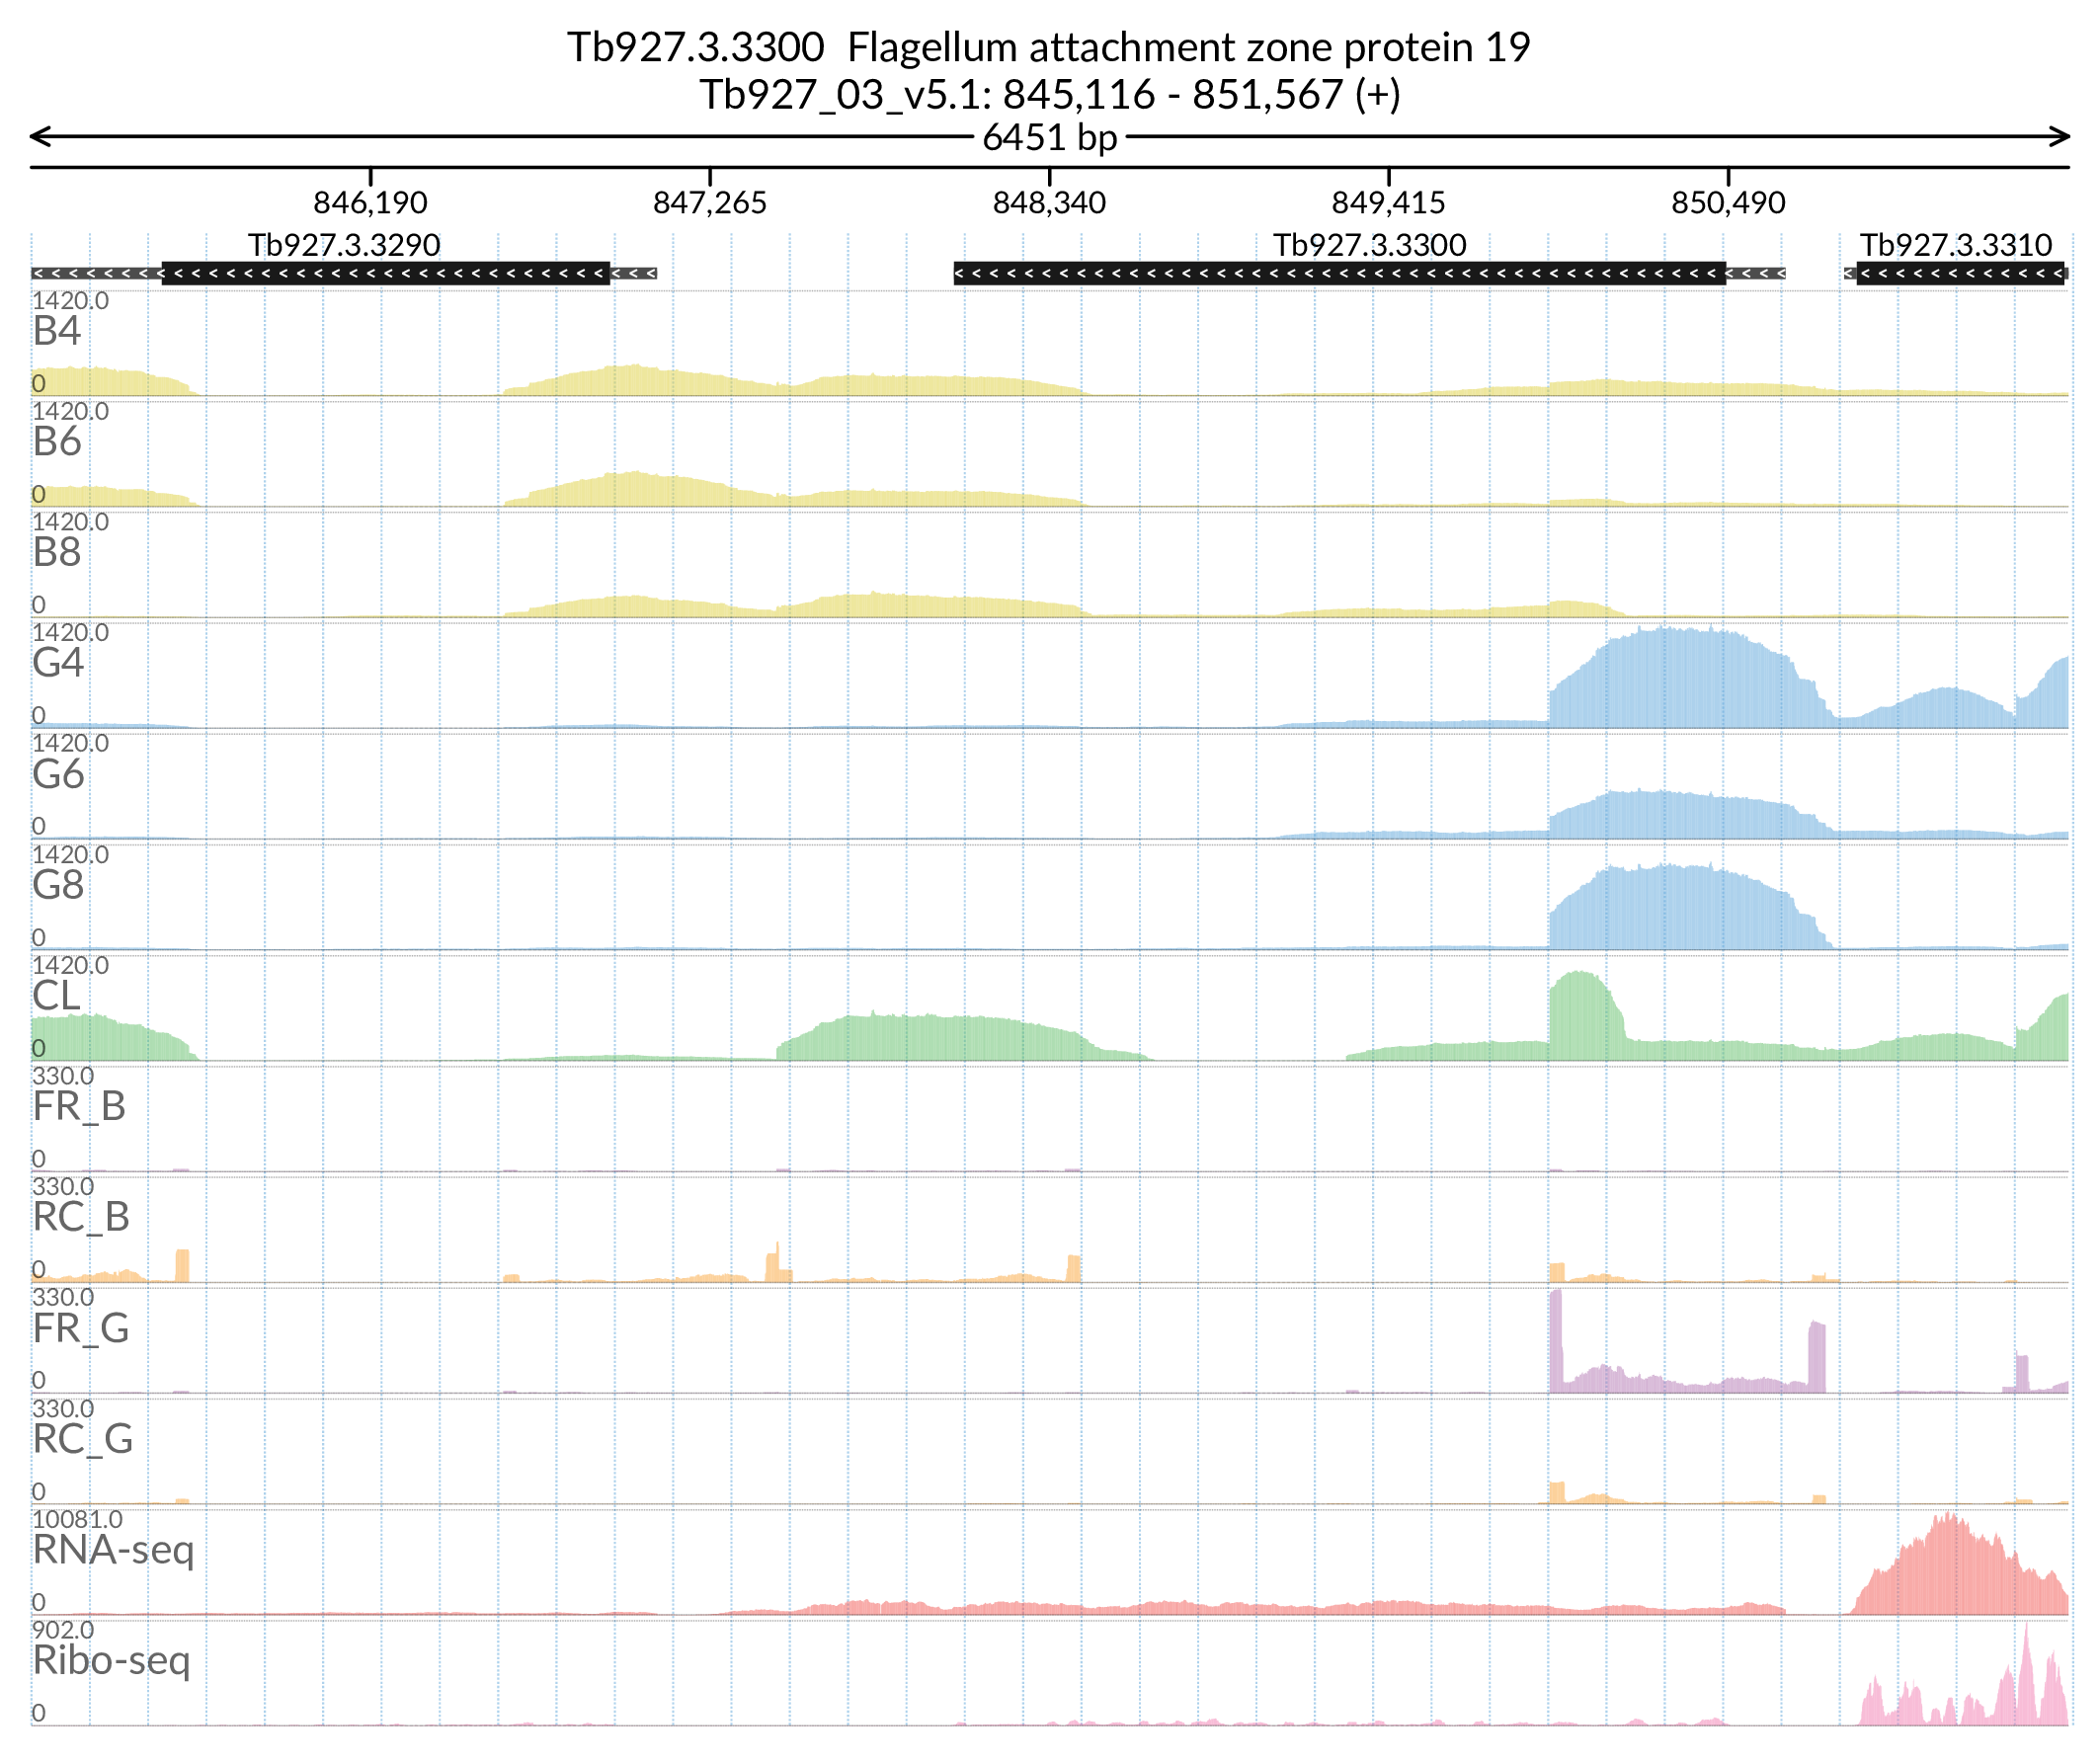 Tb927.3.3300 Flagellum attachment zone protein 19
Tb927_03_v5.1: 845,116 - 851,567 (+)
6451 bp
846,190 847,265 848,340 849,415 850,490
Tb927.3.3290 Tb927.3.3300 Tb927.3.3310
1420.0
B4
0
1420.0
B6
0
1420.0
B8
0
1420.0
G4
0
1420.0
G6
0
1420.0
G8
0
1420.0
CL
0
330.0
FR_B
0
330.0
RC_B
0
330.0
FR_G
0
330.0
RC_G
0
10081.0
RNA-seq
0
902.0
Ribo-seq
0